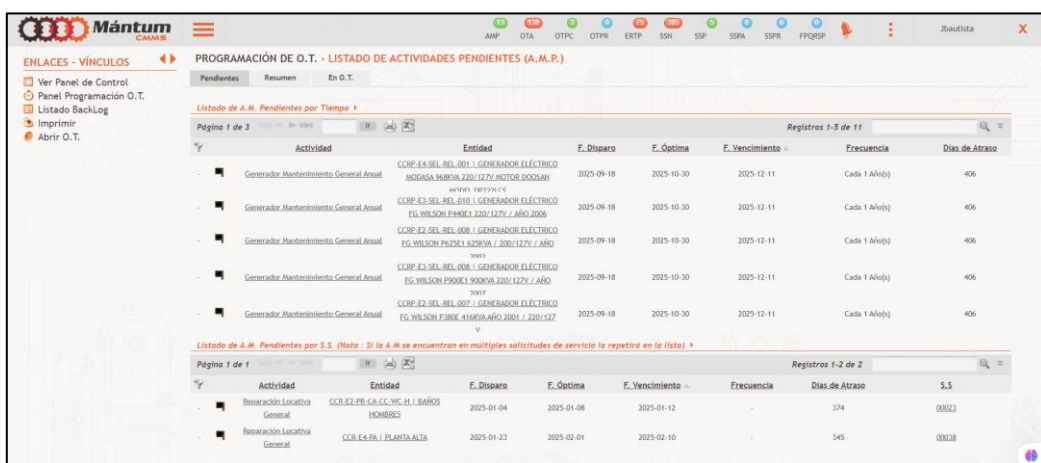 Mántum
CMMS
13 AMP
538 OTA
OTPC
OTPR
ERTP
305 SSN
SSP
0 SSPA
0 SSPR
0 FPQRSP
Jbautista
X
ENLACES - VÍNCULOS
Ver Panel de Control
Panel Programación O.T.
Listado BackLog
Imprimir
Abrir O.T.
PROGRAMACIÓN DE O.T. › LISTADO DE ACTIVIDADES PENDIENTES (A.M.P.)
Pendientes Resumen En O.T.
Listado de A.M. Pendientes por Tiempo
Página 1 de 3 Ir Registros 1-5 de 11
Actividad Entidad F. Disparo F. Óptima F. Vencimiento Frecuencia Días de Atraso
CCRP-E4-SEL-REL-001 | GENERADOR ELÉCTRICO
- Generador Mantenimiento General Anual MODASA 968KVA 220/127V MOTOR DOOSAN 2025-09-18 2025-10-30 2025-12-11 Cada 1 Año(s) 406
CCRP-E3-SEL-REL-010 | GENERADOR ELÉCTRICO
- Generador Mantenimiento General Anual FG WILSON P440E1 220/127V / AÑO 2006 2025-09-18 2025-10-30 2025-12-11 Cada 1 Año(s) 406
CCRP-E2-SEL-REL-008 | GENERADOR ELÉCTRICO
- Generador Mantenimiento General Anual FG WILSON P625E1 625KVA / 200/127V / AÑO 2025-09-18 2025-10-30 2025-12-11 Cada 1 Año(s) 406
CCRP-E3-SEL-REL-008 | GENERADOR ELÉCTRICO
- Generador Mantenimiento General Anual FG WILSON P900E1 900KVA 220/127V / AÑO 2025-09-18 2025-10-30 2025-12-11 Cada 1 Año(s) 406
2007
CCRP-E2-SEL-REL-007 | GENERADOR ELÉCTRICO
- Generador Mantenimiento General Anual FG WILSON P380E 416KVA AÑO 2001 / 220/127 2025-09-18 2025-10-30 2025-12-11 Cada 1 Año(s) 406
V
Listado de A.M. Pendientes por S.S. (Nota : Si la A.M se encuentran en múltiples solicitudes de servicio la repetirá en la lista)
Página 1 de 1 Ir Registros 1-2 de 2
Actividad Entidad F. Disparo F. Óptima F. Vencimiento Frecuencia Días de Atraso S.S
Reparación Locativa CCR-E2-PB-CA-CC-WC-H | BAÑOS
- General HOMBRES 2025-01-04 2025-01-08 2025-01-12 - 374 00023
Reparación Locativa
- General CCR-E4-PA | PLANTA ALTA 2025-01-23 2025-02-01 2025-02-10 - 345 00038